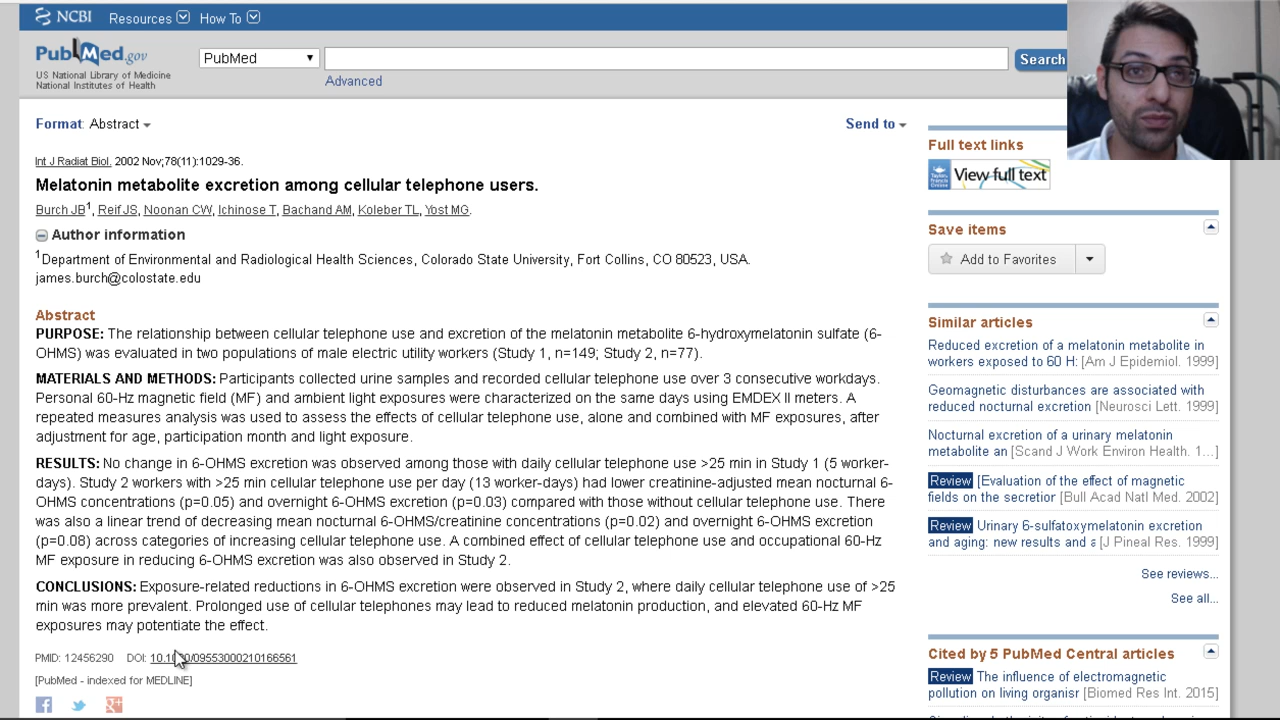 NCBI Resources How To
PubMed.gov
US National Library of Medicine
National Institutes of Health
PubMed
Search
Advanced
Format: Abstract
Send to
Int J Radiat Biol. 2002 Nov;78(11):1029-36.
Melatonin metabolite excretion among cellular telephone users.
Burch JB1, Reif JS, Noonan CW, Ichinose T, Bachand AM, Koleber TL, Yost MG.
Author information
1Department of Environmental and Radiological Health Sciences, Colorado State University, Fort Collins, CO 80523, USA.
james.burch@colostate.edu
Abstract
PURPOSE: The relationship between cellular telephone use and excretion of the melatonin metabolite 6-hydroxymelatonin sulfate (6-
OHMS) was evaluated in two populations of male electric utility workers (Study 1, n=149; Study 2, n=77).
MATERIALS AND METHODS: Participants collected urine samples and recorded cellular telephone use over 3 consecutive workdays.
Personal 60-Hz magnetic field (MF) and ambient light exposures were characterized on the same days using EMDEX II meters. A
repeated measures analysis was used to assess the effects of cellular telephone use, alone and combined with MF exposures, after
adjustment for age, participation month and light exposure.
RESULTS: No change in 6-OHMS excretion was observed among those with daily cellular telephone use >25 min in Study 1 (5 worker-
days). Study 2 workers with >25 min cellular telephone use per day (13 worker-days) had lower creatinine-adjusted mean nocturnal 6-
OHMS concentrations (p=0.05) and overnight 6-OHMS excretion (p=0.03) compared with those without cellular telephone use. There
was also a linear trend of decreasing mean nocturnal 6-OHMS/creatinine concentrations (p=0.02) and overnight 6-OHMS excretion
(p=0.08) across categories of increasing cellular telephone use. A combined effect of cellular telephone use and occupational 60-Hz
MF exposure in reducing 6-OHMS excretion was also observed in Study 2.
CONCLUSIONS: Exposure-related reductions in 6-OHMS excretion were observed in Study 2, where daily cellular telephone use of >25
min was more prevalent. Prolonged use of cellular telephones may lead to reduced melatonin production, and elevated 60-Hz MF
exposures may potentiate the effect.
PMID: 12456290 DOI:
[PubMed - indexed for MEDLINE]
Full text links
View full text
Save items
Add to Favorites
Similar articles
Reduced excretion of a melatonin metabolite in
workers exposed to 60 H: [Am J Epidemiol. 1999]
Geomagnetic disturbances are associated with
reduced nocturnal excretion [Neurosci Lett. 1999]
Nocturnal excretion of a urinary melatonin
metabolite an [Scand J Work Environ Health. 1...]
Review [Evaluation of the effect of magnetic
fields on the secretior [Bull Acad Natl Med. 2002]
Review Urinary 6-sulfatoxymelatonin excretion
and aging: new results and a [J Pineal Res. 1999]
See reviews...
See all...
Cited by 5 PubMed Central articles
Review The influence of electromagnetic
pollution on living organisr [Biomed Res Int. 2015]